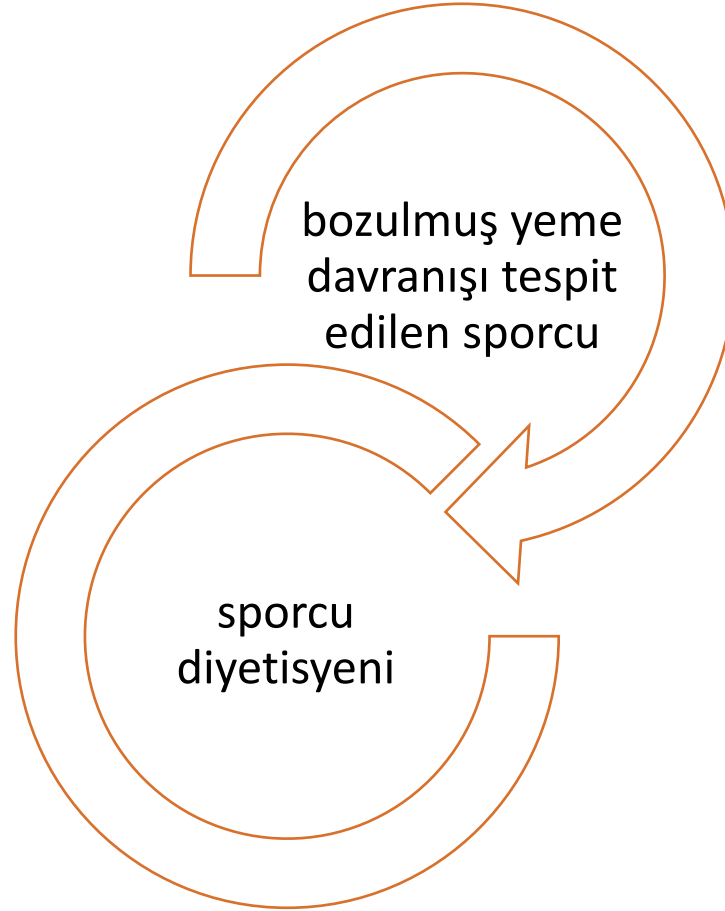 bozulmuş yeme
davranışı tespit
edilen sporcu
sporcu
diyetisyeni